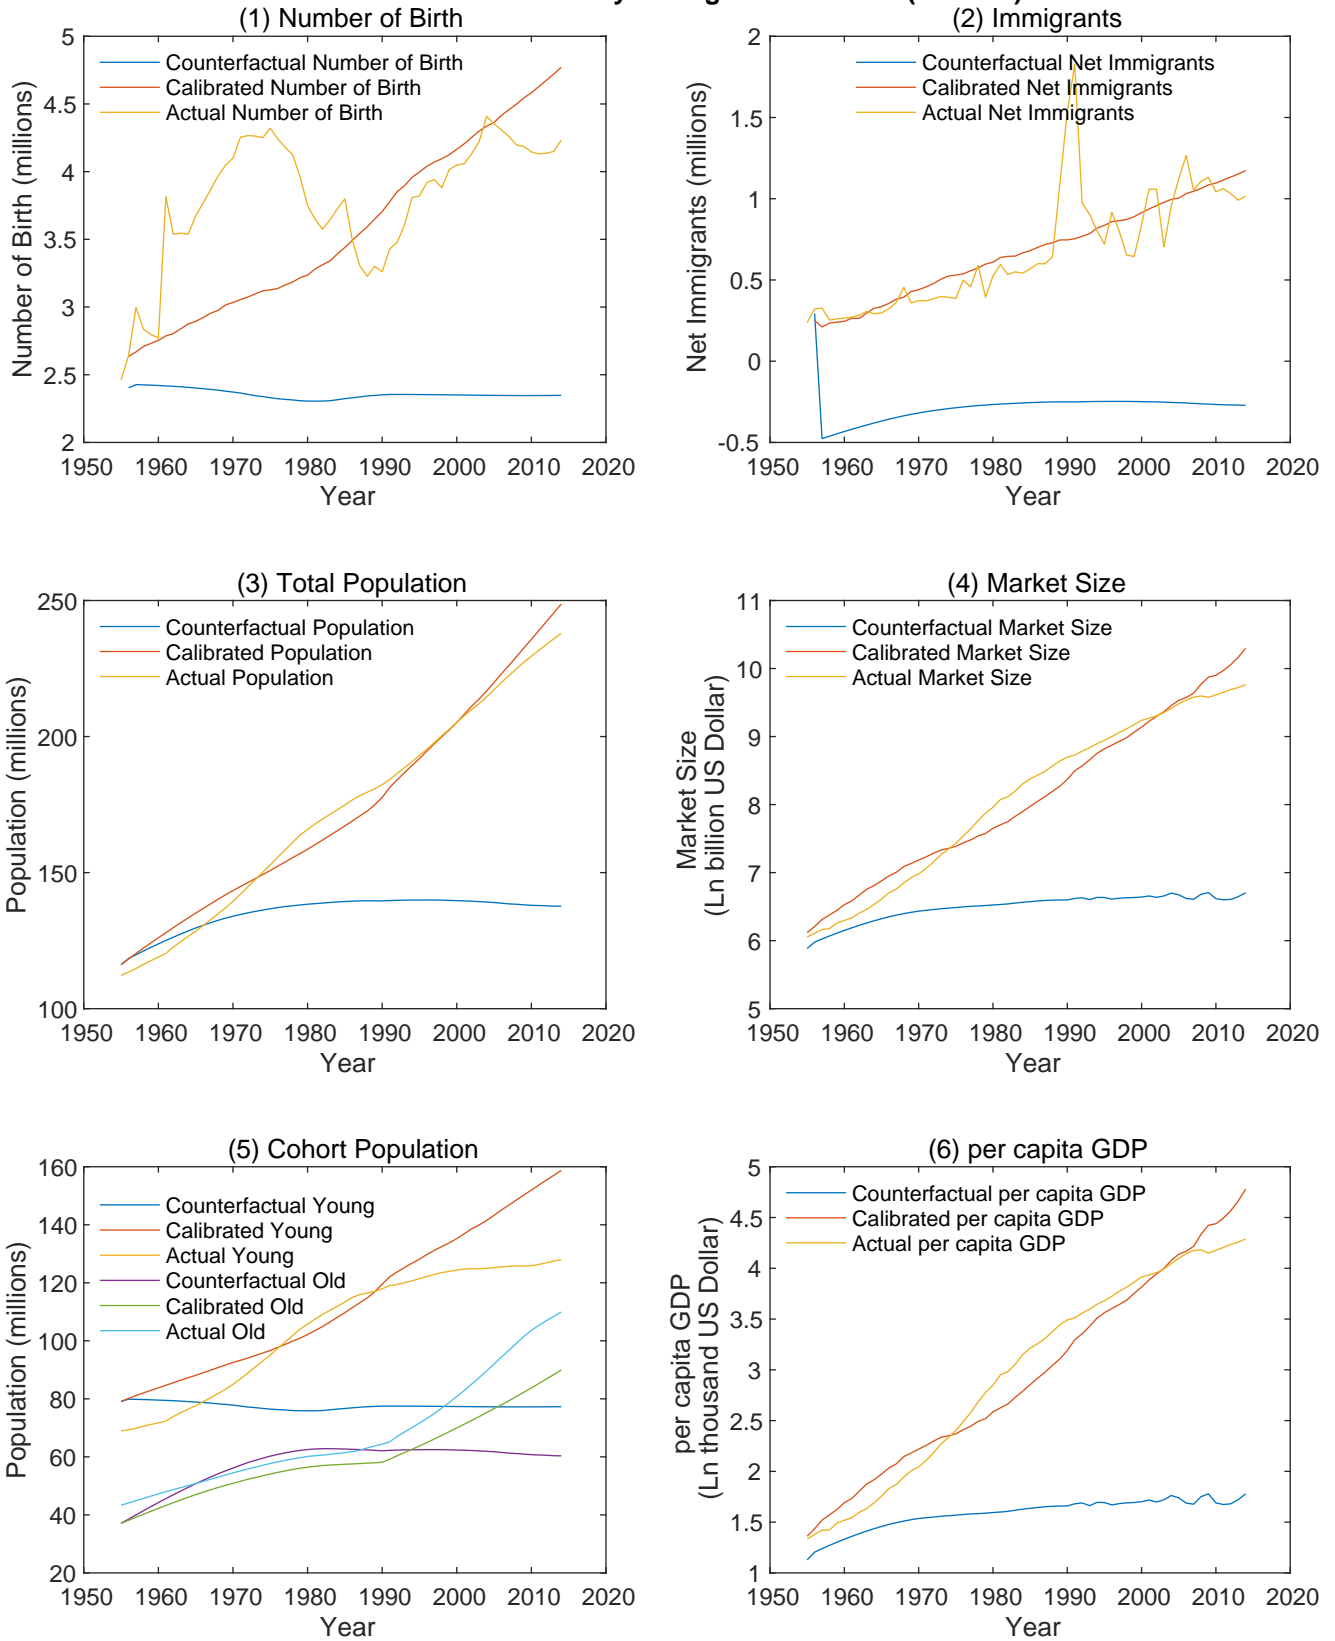 (1) Number of Birth
5
4.5
4
3.5
3
2.5
2
Number of Birth (millions)
Counterfactual Number of Birth
Calibrated Number of Birth
Actual Number of Birth
1950 1960 1970 1980 1990 2000 2010 2020
Year
(2) Immigrants
2
1.5
1
0.5
0
-0.5
Net Immigrants (millions)
Counterfactual Net Immigrants
Calibrated Net Immigrants
Actual Net Immigrants
1950 1960 1970 1980 1990 2000 2010 2020
Year
(3) Total Population
250
200
150
100
Population (millions)
Counterfactual Population
Calibrated Population
Actual Population
1950 1960 1970 1980 1990 2000 2010 2020
Year
(4) Market Size
11
10
9
8
7
6
5
Market Size
(Ln billion US Dollar)
Counterfactual Market Size
Calibrated Market Size
Actual Market Size
1950 1960 1970 1980 1990 2000 2010 2020
Year
(5) Cohort Population
160
140
120
100
80
60
40
20
Population (millions)
Counterfactual Young
Calibrated Young
Actual Young
Counterfactual Old
Calibrated Old
Actual Old
1950 1960 1970 1980 1990 2000 2010 2020
Year
(6) per capita GDP
5
4.5
4
3.5
3
2.5
2
1.5
1
per capita GDP
(Ln thousand US Dollar)
Counterfactual per capita GDP
Calibrated per capita GDP
Actual per capita GDP
1950 1960 1970 1980 1990 2000 2010 2020
Year